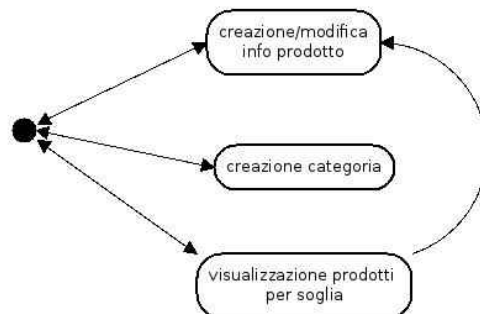 creazione/modifica
info prodotto
creazione categoria
visualizzazione prodotti
per soglia